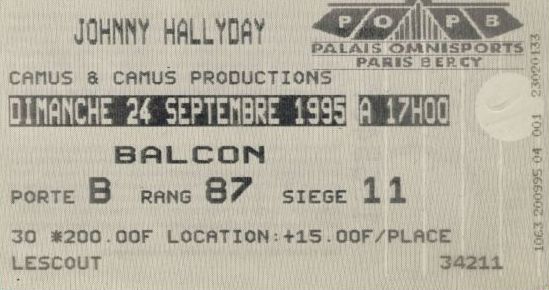 JOHNNY HALLYDAY
POPB
PALAIS OMNISPORTS
PARIS BERCY
CAMUS & CAMUS PRODUCTIONS
DIMANCHE 24 SEPTEMBRE 1995 A 17H00
BALCON
PORTE B RANG 87 SIEGE 11
30 *200.00F LOCATION:+15.00F/PLACE
LESCOUT 34211
1063 200995 04 001 23020133